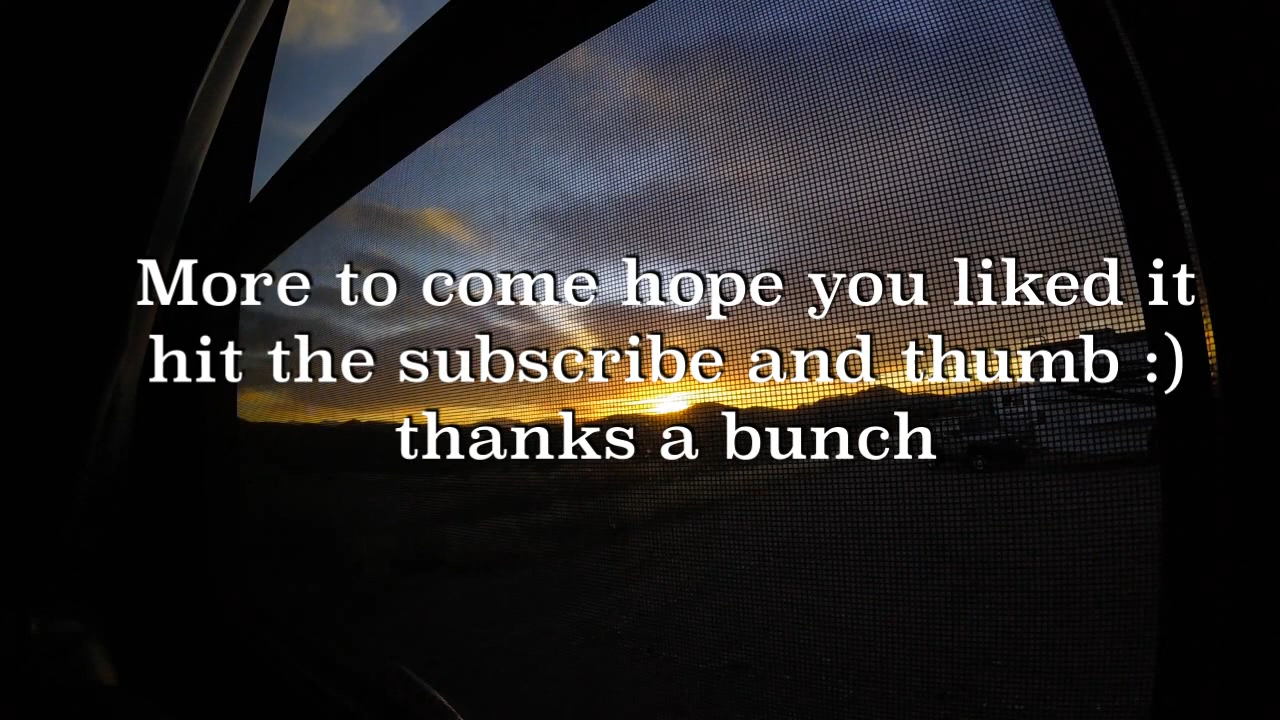 More to come hope you liked it
hit the subscribe and thumb :)
thanks a bunch